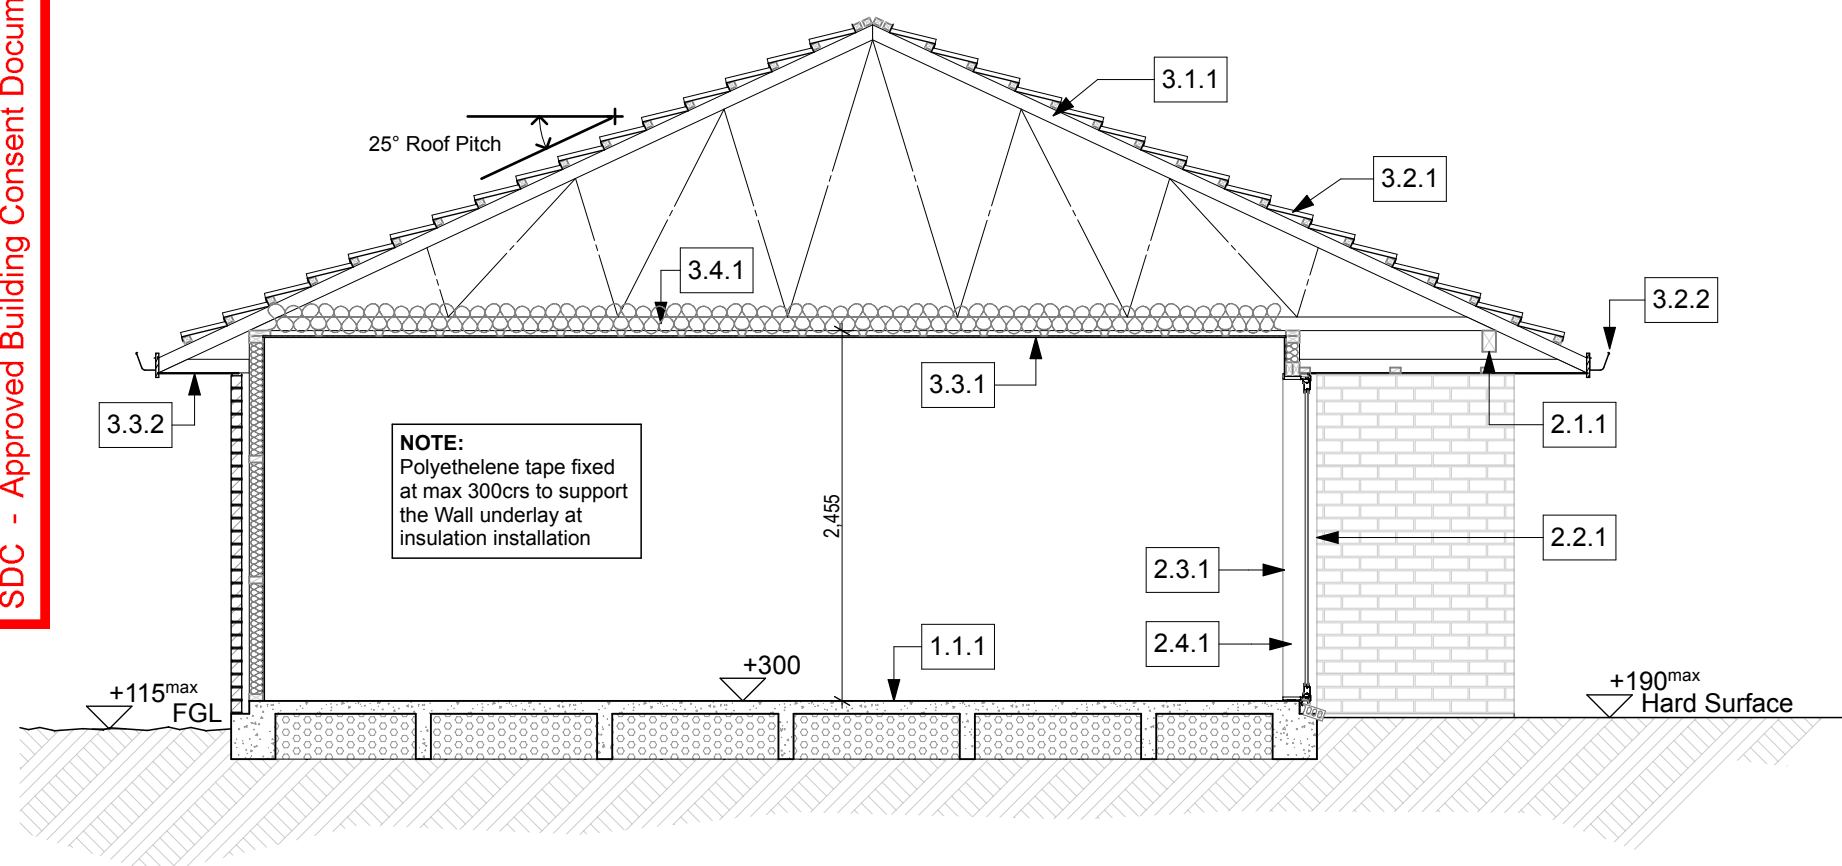 SDC - Approved Building Consent Docum
3.1.1
25° Roof Pitch
3.2.1
3.4.1
3.2.2
3.3.1
3.3.2
2.1.1
NOTE:
Polyethelene tape fixed
at max 300crs to support
the Wall underlay at
insulation installation
2,455
2.2.1
2.3.1
2.4.1
1.1.1
+300
+115max
FGL
+190max
Hard Surface